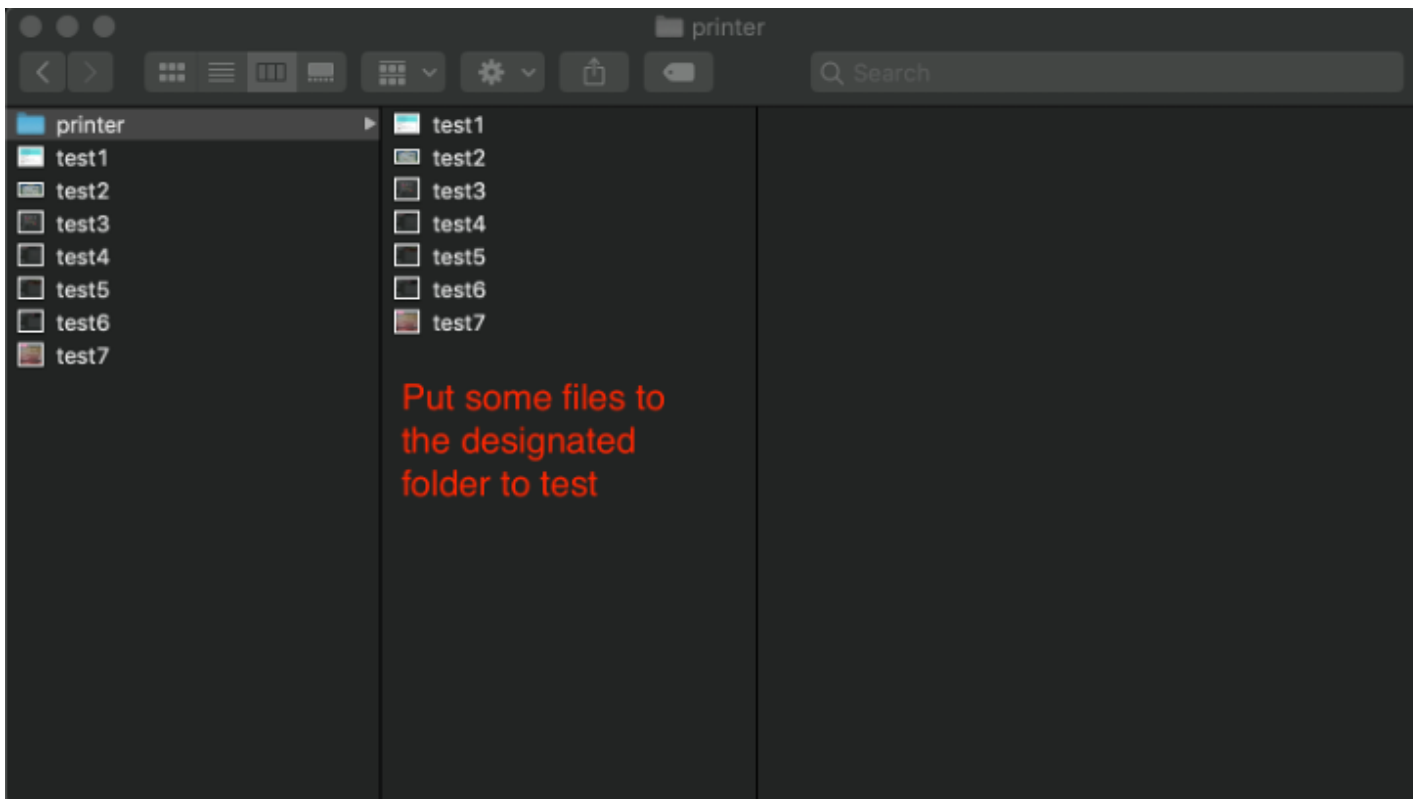 printer
Search
printer
test1
test2
test3
test4
test5
test6
test7
test1
test2
test3
test4
test5
test6
test7
Put some files to
the designated
folder to test